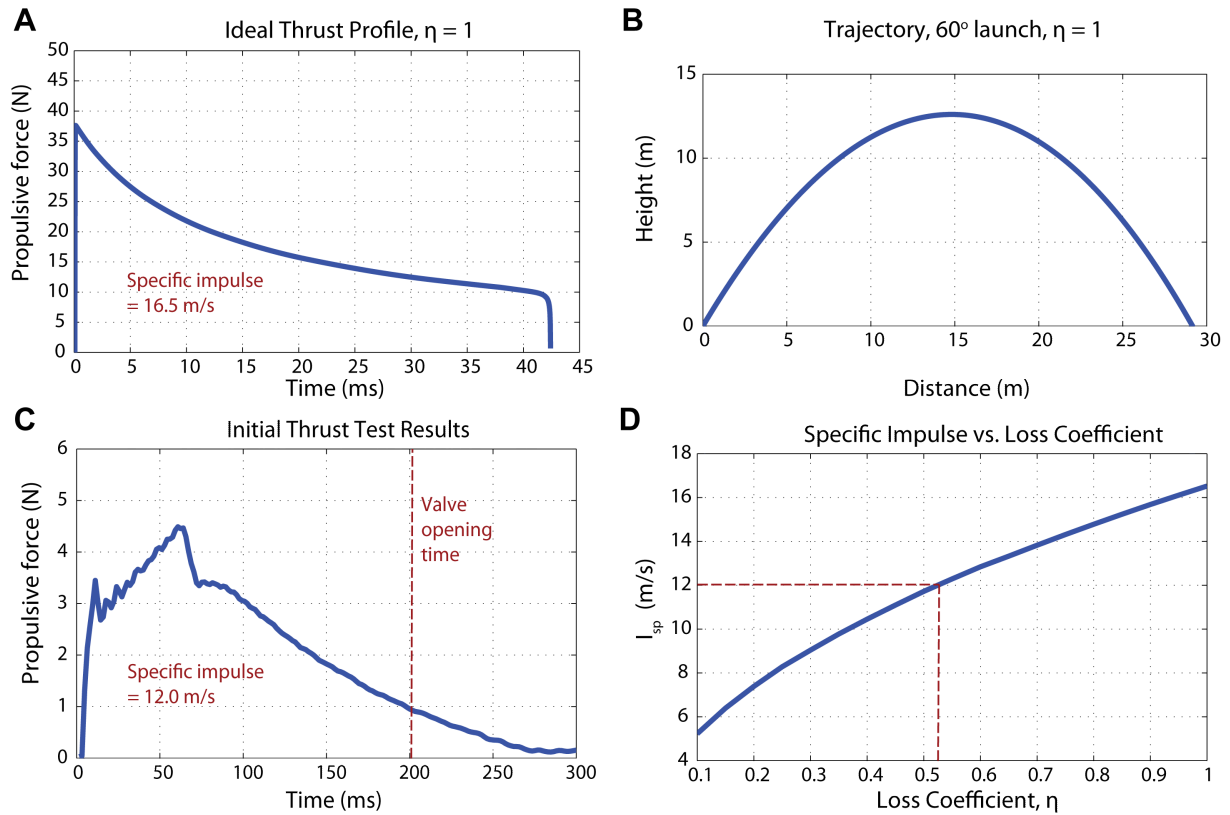 A
Ideal Thrust Profile, η = 1
Propulsive force (N)
50
45
40
35
30
25
20
15
10
5
0
Specific impulse
= 16.5 m/s
0 5 10 15 20 25 30 35 40 45
Time (ms)
B
Trajectory, 60° launch, η = 1
Height (m)
15
10
5
0
0 5 10 15 20 25 30
Distance (m)
C
Initial Thrust Test Results
Propulsive force (N)
6
5
4
3
2
1
0
Valve
opening
time
Specific impulse
= 12.0 m/s
0 50 100 150 200 250 300
Time (ms)
D
Specific Impulse vs. Loss Coefficient
Isp (m/s)
18
16
14
12
10
8
6
4
0.1 0.2 0.3 0.4 0.5 0.6 0.7 0.8 0.9 1
Loss Coefficient, η